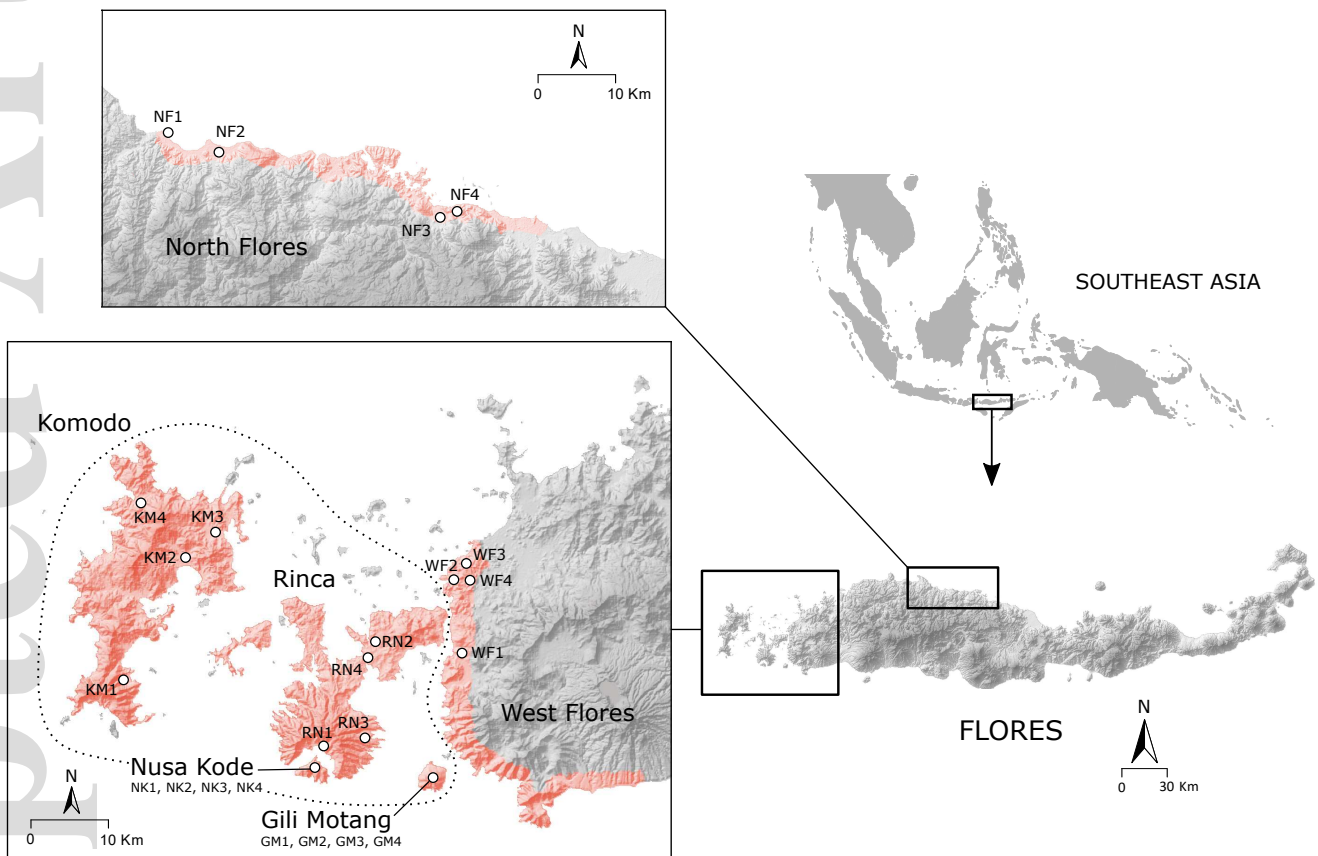 N
0 10 Km
NF1
NF2
NF4
NF3
North Flores
SOUTHEAST ASIA
Komodo
KM4
KM3
KM2
KM1
Rinca
WF3
WF2
WF4
RN2
WF1
RN4
RN3
RN1
West Flores
Nusa Kode
NK1, NK2, NK3, NK4
Gili Motang
GM1, GM2, GM3, GM4
N
0 10 Km
FLORES
N
0 30 Km